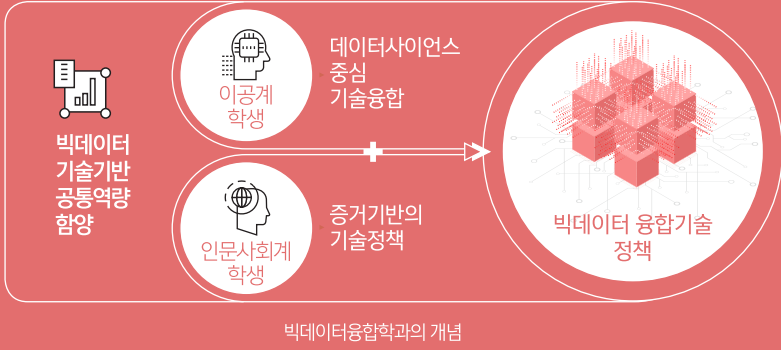 빅데이터
기술기반
공통역량
함양
이공계
학생
데이터사이언스
중심
기술융합
인문사회계
학생
증거기반의
기술정책
빅데이터 융합기술
정책
빅데이터융합학과의 개념